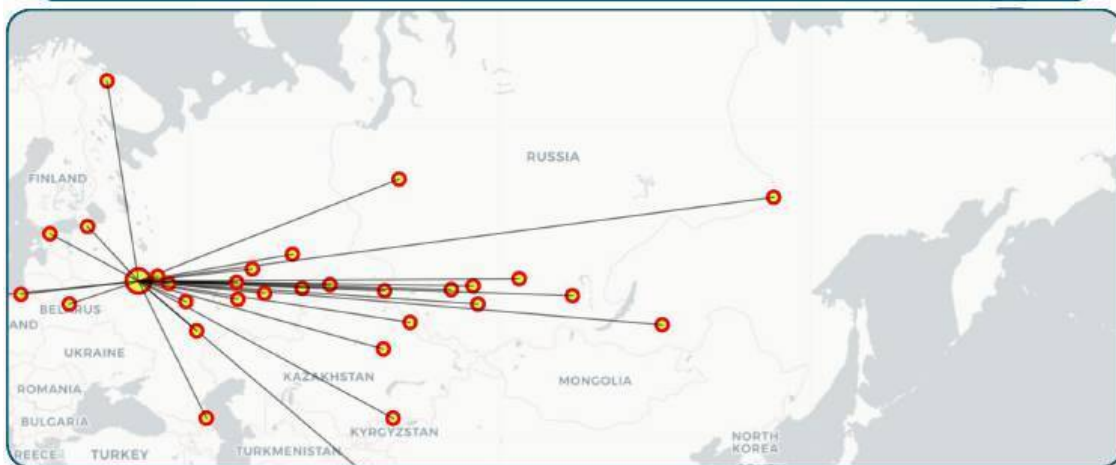 RUSSIA
FINLAND
BELARUS
AND
UKRAINE
KAZAKHSTAN
MONGOLIA
ROMANIA
BULGARIA
KYRGYZSTAN
NORTH
KOREA
REECE
TURKEY
TURKMENISTAN